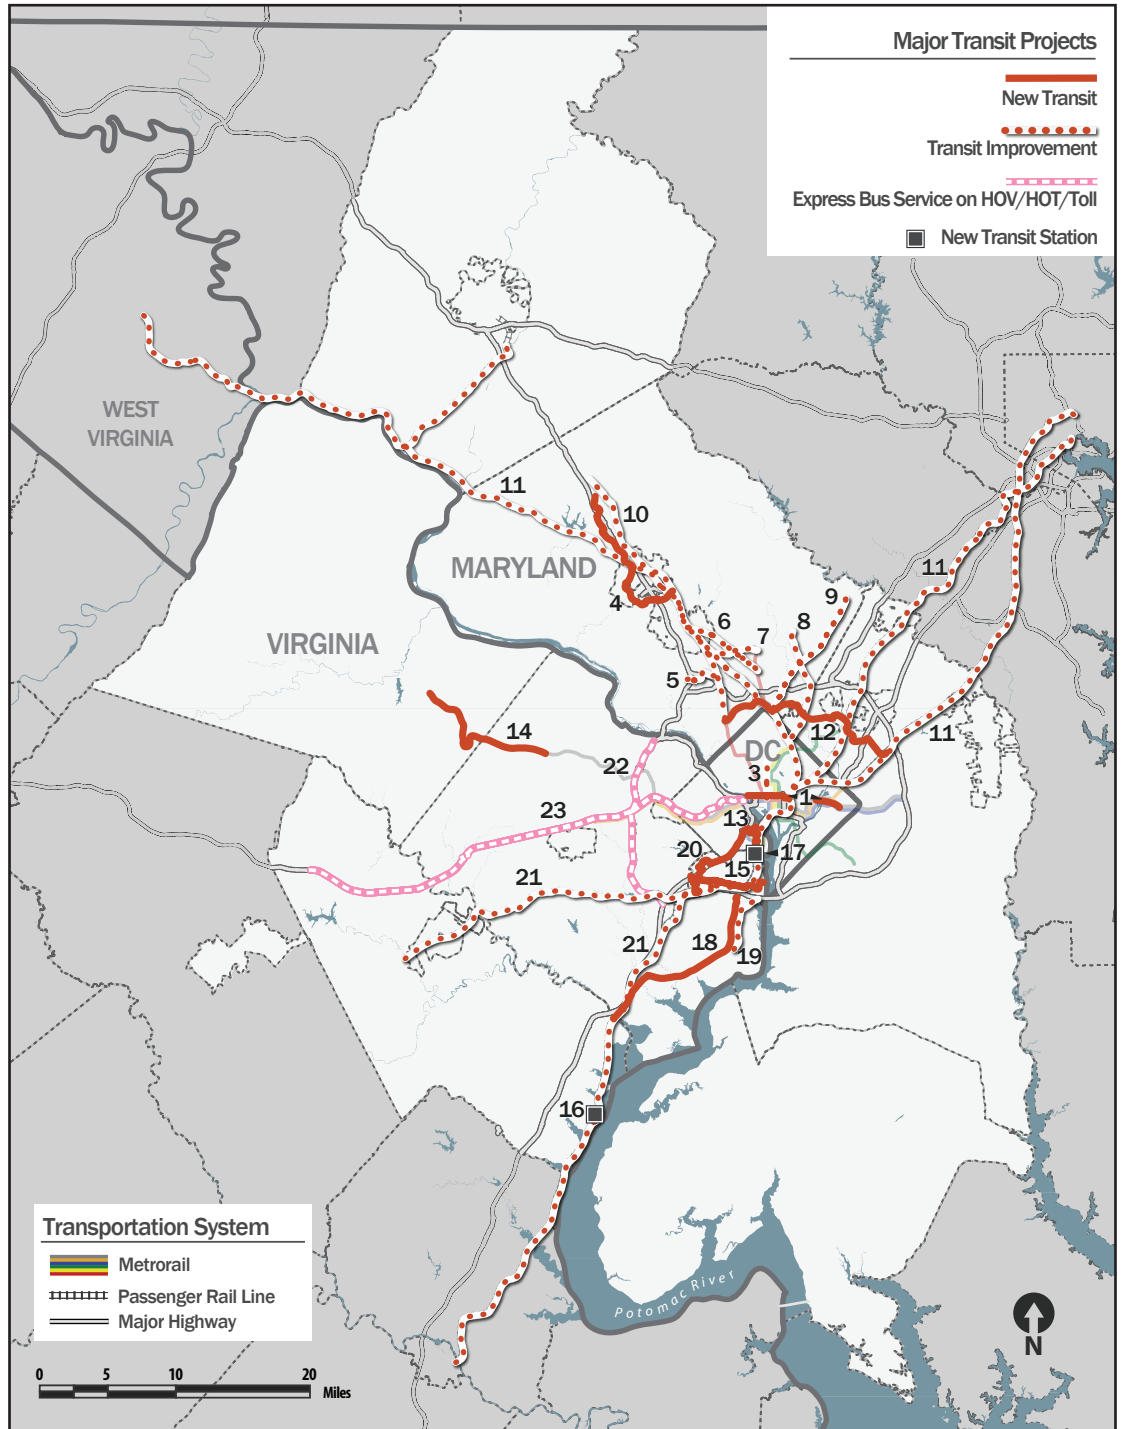 Major Transit Projects
New Transit
Transit Improvement
Express Bus Service on HOV/HOT/Toll
New Transit Station
WEST
VIRGINIA
11
10
MARYLAND
11
4
9
6
8
7
VIRGINIA
5
14
12
11
DC
22
3
1
23
13
20
17
15
21
21
18
19
16
Transportation System
Metrorail
Passenger Rail Line
Major Highway
Potomac River
N
0 5 10 20
Miles